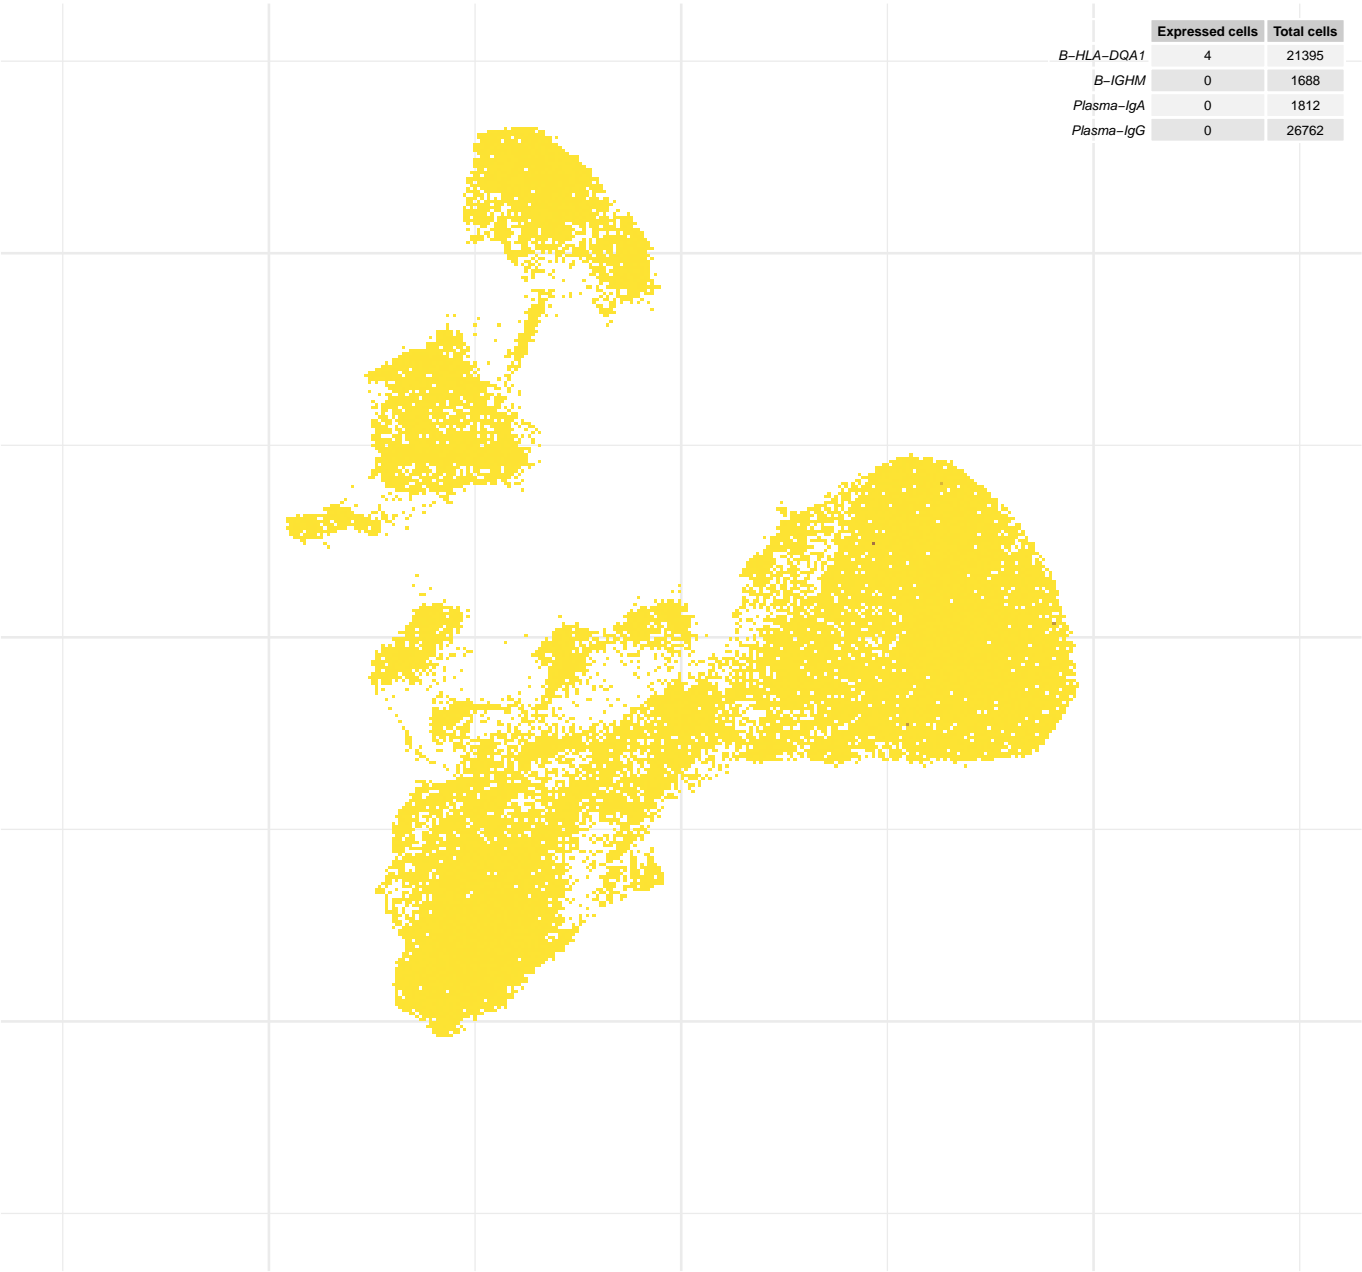 Expressed cells Total cells
B−HLA−DQA1 4 21395
B−IGHM 0 1688
Plasma−IgA 0 1812
Plasma−IgG 0 26762